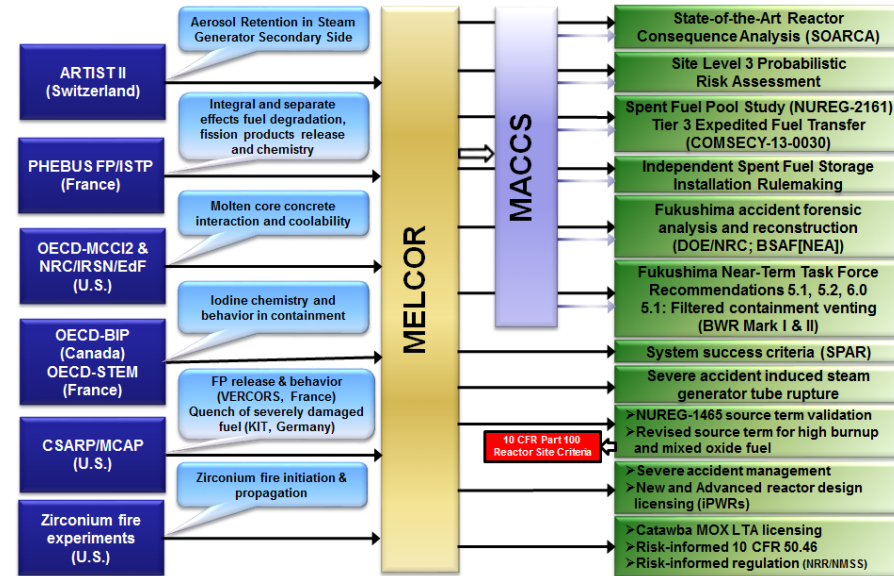 Aerosol Retention in Steam
Generator Secondary Side
ARTIST II
(Switzerland)
Integral and separate
effects fuel degradation,
fission products release
and chemistry
PHEBUS FP/ISTP
(France)
Molten core concrete
interaction and coolability
OECD-MCCI2 &
NRC/IRSN/EdF
(U.S.)
Iodine chemistry and
behavior in containment
OECD-BIP
(Canada)
OECD-STEM
(France)
FP release & behavior
(VERCORS, France)
Quench of severely damaged
fuel (KIT, Germany)
CSARP/MCAP
(U.S.)
Zirconium fire initiation &
propagation
Zirconium fire
experiments
(U.S.)
MELCOR
MACCS
State-of-the-Art Reactor
Consequence Analysis (SOARCA)
Site Level 3 Probabilistic
Risk Assessment
Spent Fuel Pool Study (NUREG-2161)
Tier 3 Expedited Fuel Transfer
(COMSECY-13-0030)
Independent Spent Fuel Storage
Installation Rulemaking
Fukushima accident forensic
analysis and reconstruction
(DOE/NRC; BSAF[NEA])
Fukushima Near-Term Task Force
Recommendations 5.1, 5.2, 6.0
5.1: Filtered containment venting
(BWR Mark I & II)
System success criteria (SPAR)
Severe accident induced steam
generator tube rupture
➢NUREG-1465 source term validation
➢Revised source term for high burnup
and mixed oxide fuel
10 CFR Part 100
Reactor Site Criteria
➢Severe accident management
➢New and Advanced reactor design
licensing (iPWRs)
➢Catawba MOX LTA licensing
➢Risk-informed 10 CFR 50.46
➢Risk-informed regulation (NRR/NMSS)